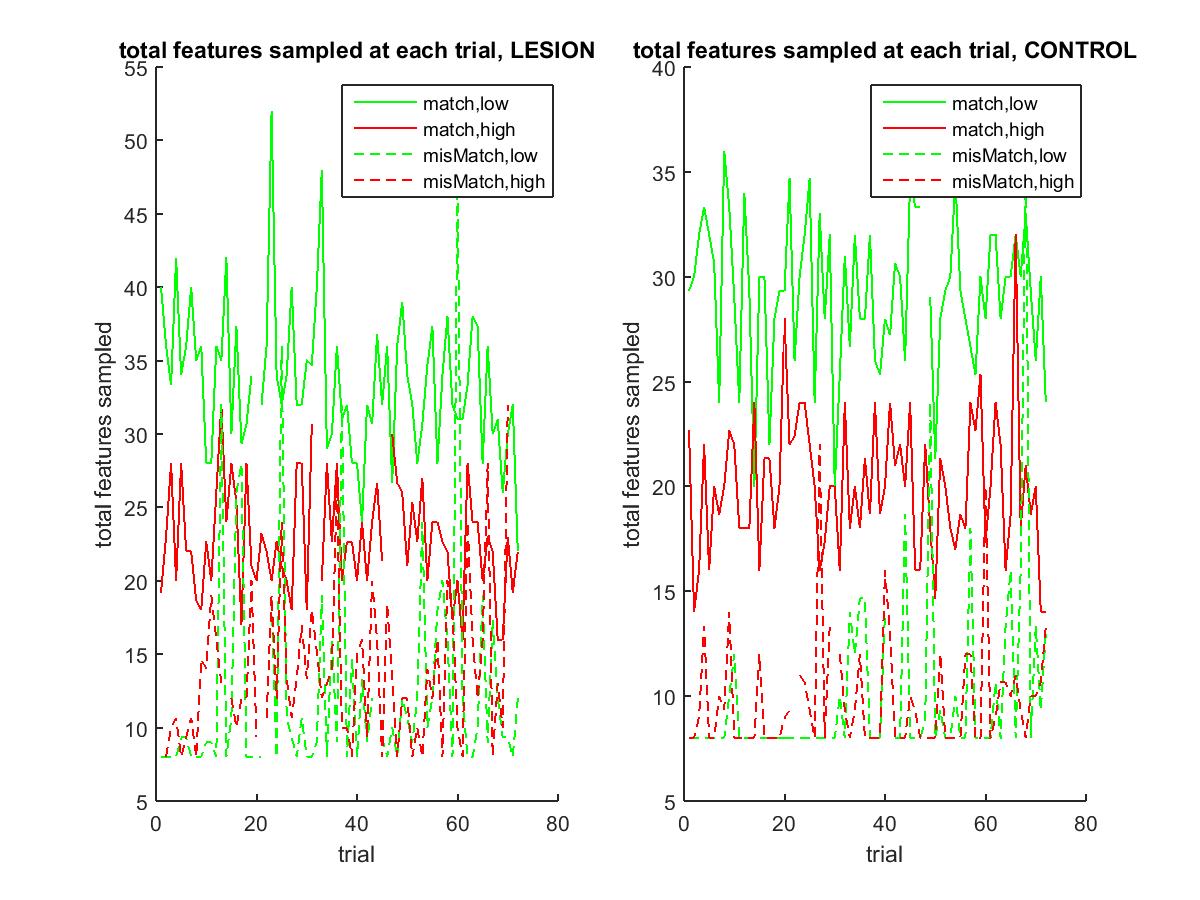 total features sampled at each trial, LESION
55
50
45
40
35
30
25
20
15
10
5
0
20
40
60
80
total features sampled
trial
match,low
match,high
misMatch,low
misMatch,high
total features sampled at each trial, CONTROL
40
35
30
25
20
15
10
5
0
20
40
60
80
total features sampled
trial
match,low
match,high
misMatch,low
misMatch,high